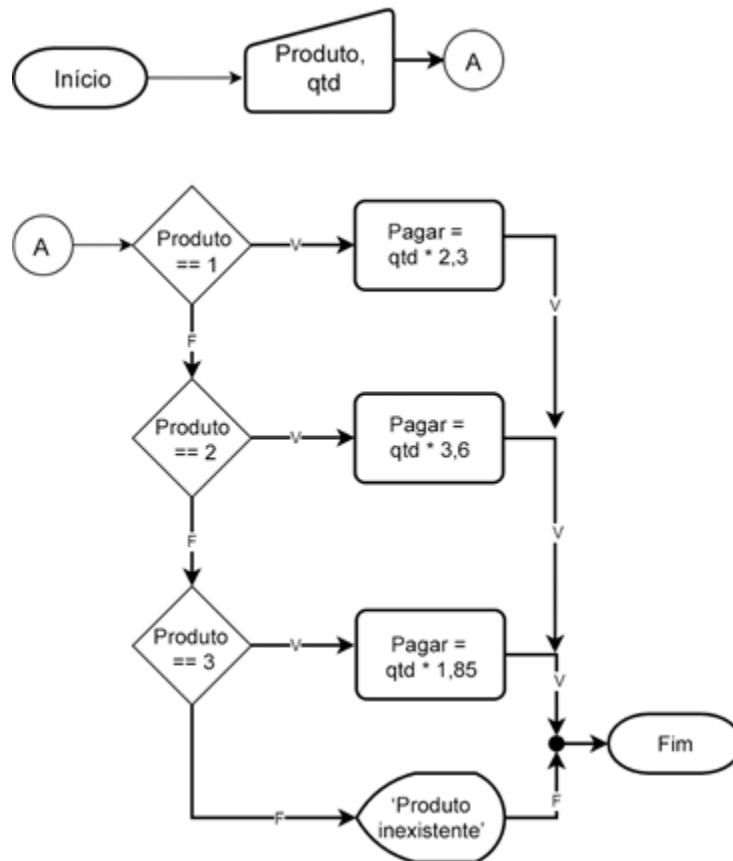 Início
Produto,
qtd
A
A
Produto
== 1
V
Pagar =
qtd * 2,3
V
F
Produto
== 2
V
Pagar =
qtd * 3,6
V
F
Produto
== 3
V
Pagar =
qtd * 1,85
V
Fim
F
'Produto
inexistente'
F